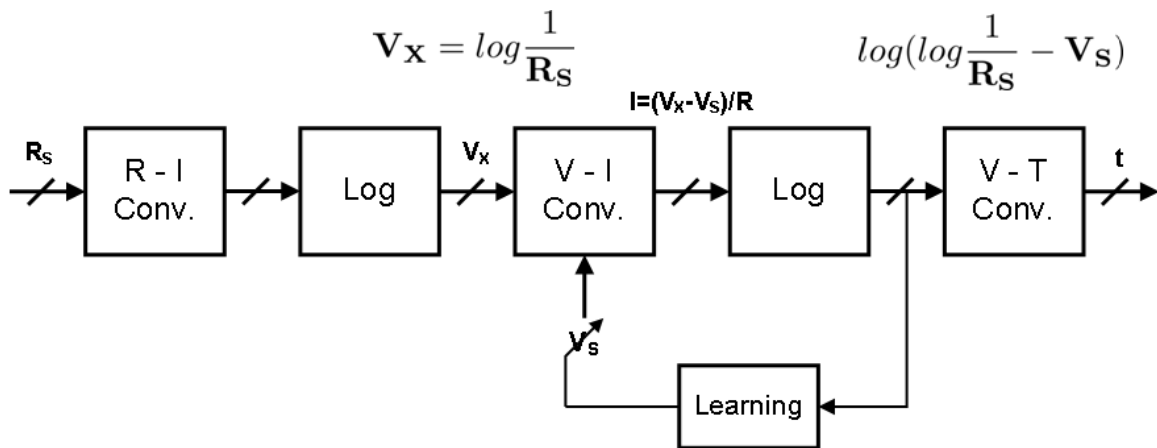 V_X = log 1/R_S
log(log 1/R_S − V_S)
I=(V_X-V_S)/R
R_S
R - I
Conv.
Log
V_X
V - I
Conv.
Log
V - T
Conv.
t
V_S
Learning